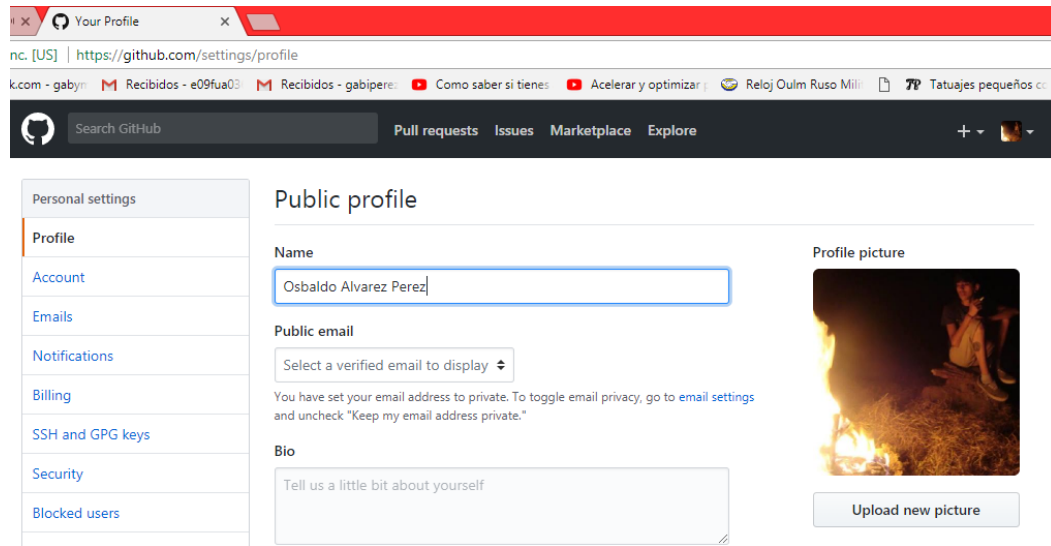 Your Profile
nc. [US] | https://github.com/settings/profile
k.com - gabym Recibidos - e09fua03 Recibidos - gabiperez Como saber si tienes Acelerar y optimizar p Reloj Oulm Ruso Mili TP Tatuajes pequeños co
Search GitHub Pull requests Issues Marketplace Explore
Personal settings
Profile
Account
Emails
Notifications
Billing
SSH and GPG keys
Security
Blocked users
Public profile
Name
Osbaldo Alvarez Perez
Public email
Select a verified email to display
You have set your email address to private. To toggle email privacy, go to email settings
and uncheck "Keep my email address private."
Bio
Tell us a little bit about yourself
Profile picture
Upload new picture